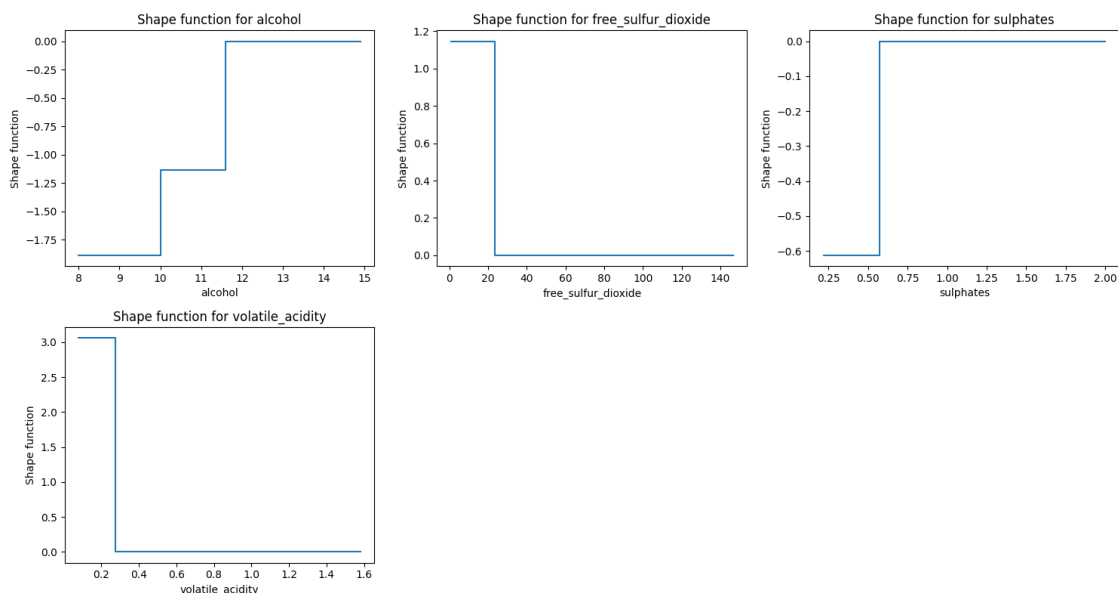 Shape function for alcohol
0.00
−0.25
−0.50
−0.75
−1.00
−1.25
−1.50
−1.75
Shape function
8 9 10 11 12 13 14 15
alcohol
Shape function for free_sulfur_dioxide
1.2
1.0
0.8
0.6
0.4
0.2
0.0
Shape function
0 20 40 60 80 100 120 140
free_sulfur_dioxide
Shape function for sulphates
0.0
−0.1
−0.2
−0.3
−0.4
−0.5
−0.6
Shape function
0.25 0.50 0.75 1.00 1.25 1.50 1.75 2.00
sulphates
Shape function for volatile_acidity
3.0
2.5
2.0
1.5
1.0
0.5
0.0
Shape function
0.2 0.4 0.6 0.8 1.0 1.2 1.4 1.6
volatile_acidity